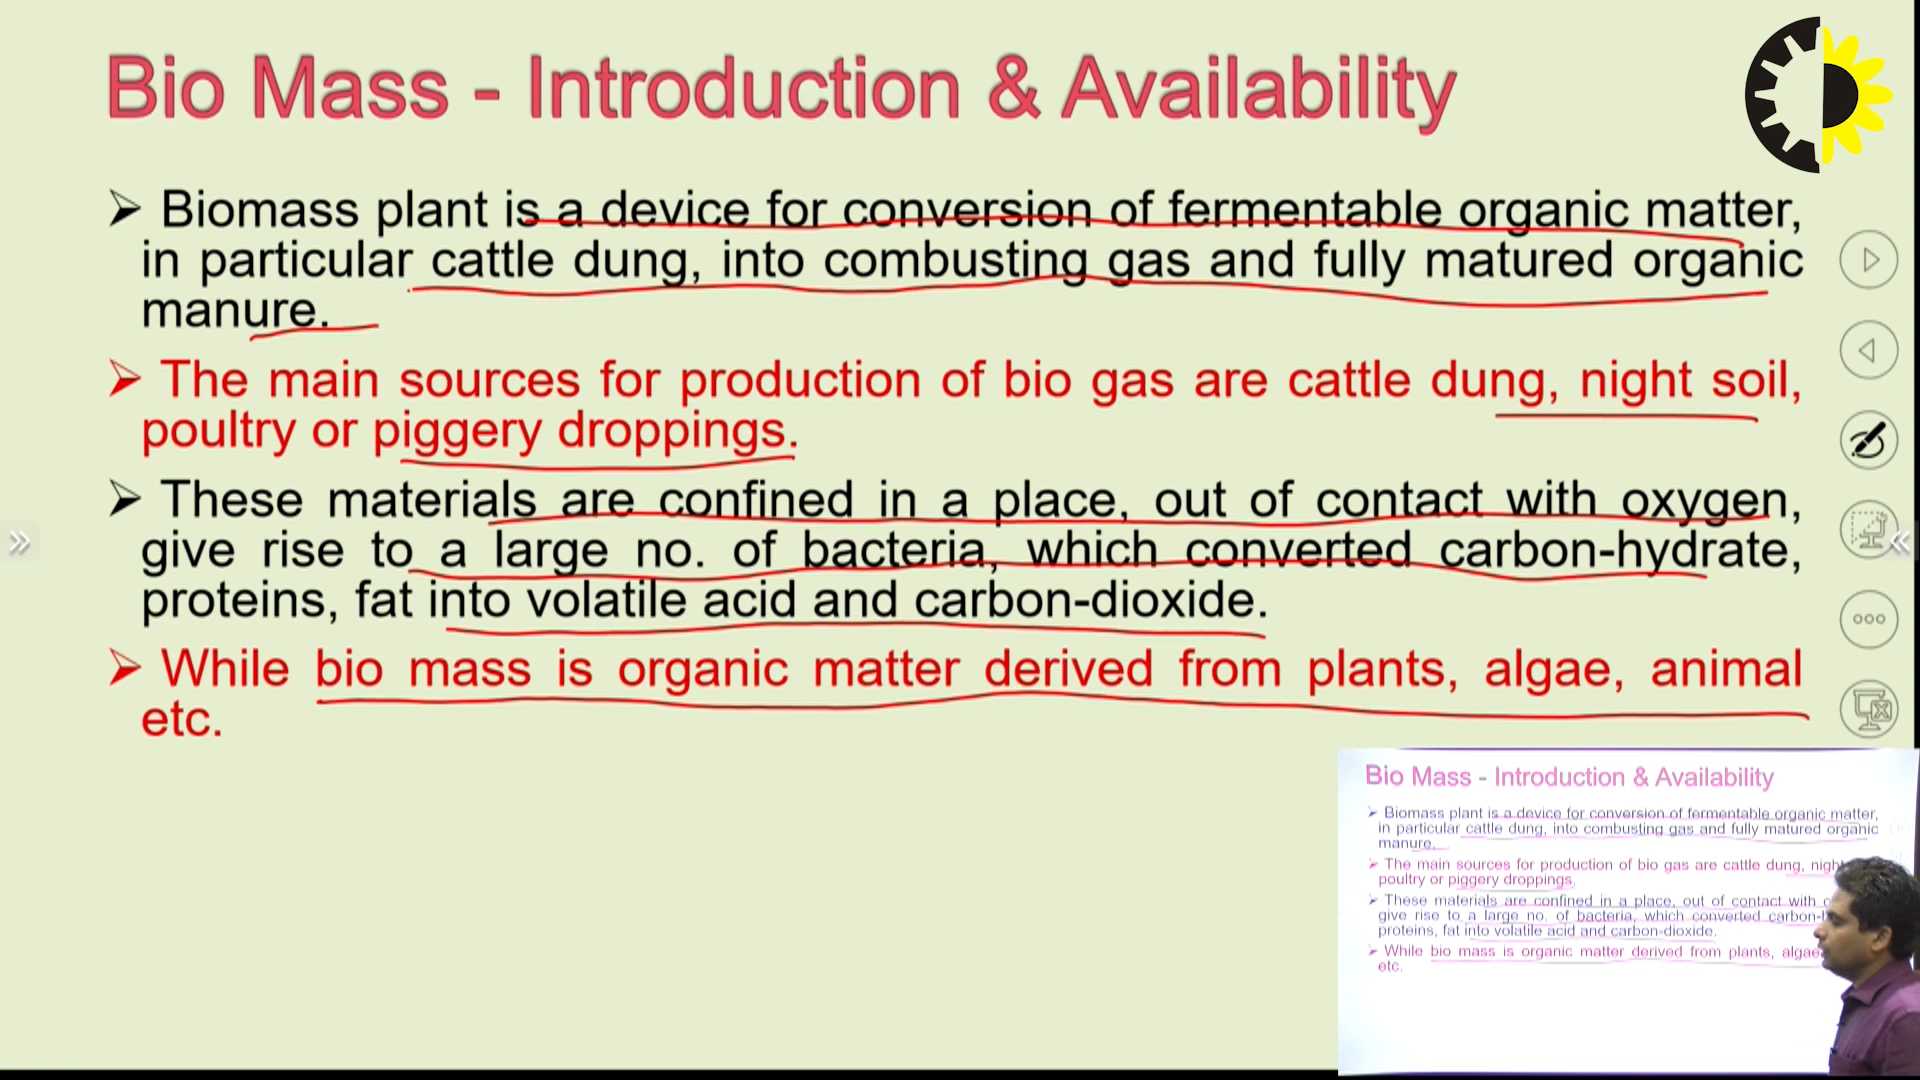 Bio Mass - Introduction & Availability
➢ Biomass plant is a device for conversion of fermentable organic matter,
in particular cattle dung, into combusting gas and fully matured organic
manure.
➢ The main sources for production of bio gas are cattle dung, night soil,
poultry or piggery droppings.
➢ These materials are confined in a place, out of contact with oxygen,
give rise to a large no. of bacteria, which converted carbon-hydrate,
proteins, fat into volatile acid and carbon-dioxide.
➢ While bio mass is organic matter derived from plants, algae, animal
etc.
Bio Mass - Introduction & Availability
➢ Biomass plant is a device for conversion of fermentable organic matter,
in particular cattle dung, into combusting gas and fully matured organic
manure.
➢ The main sources for production of bio gas are cattle dung, nigh
poultry or piggery droppings.
➢ These materials are confined in a place, out of contact with
give rise to a large no. of bacteria, which converted carbon-
proteins, fat into volatile acid and carbon-dioxide.
➢ While bio mass is organic matter derived from plants, algae
etc.